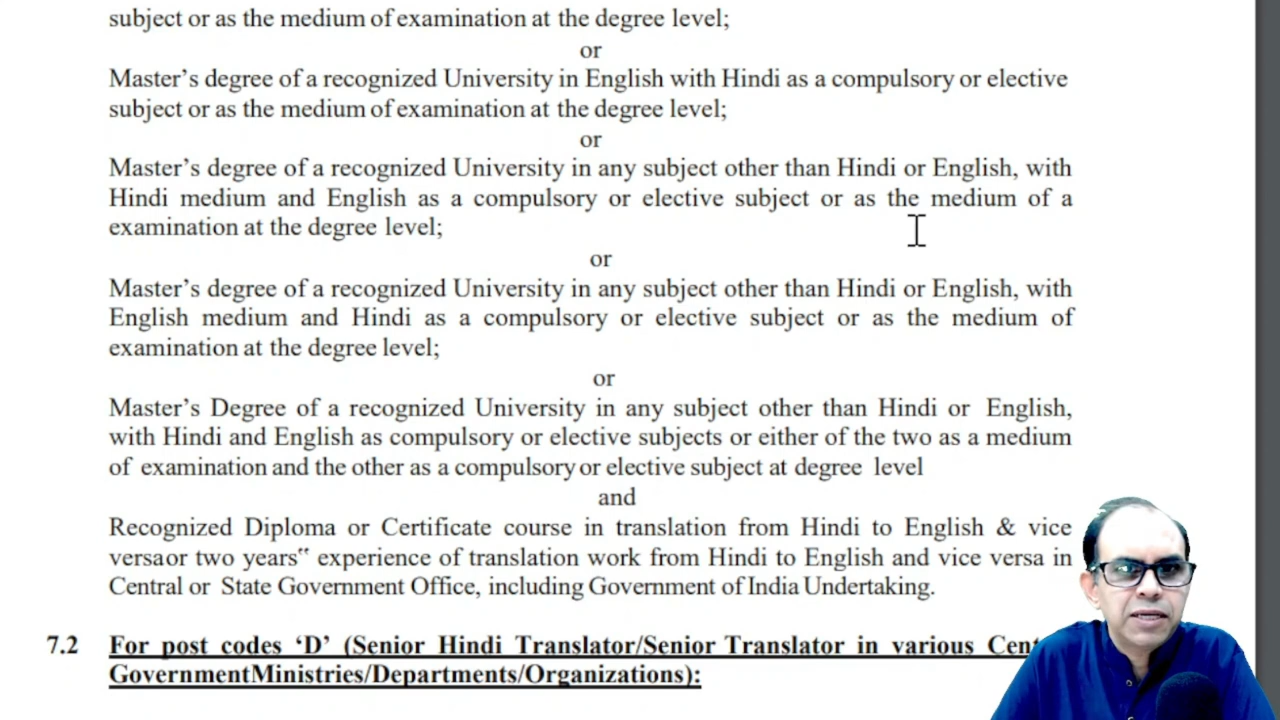 subject or as the medium of examination at the degree level;
or
Master’s degree of a recognized University in English with Hindi as a compulsory or elective
subject or as the medium of examination at the degree level;
or
Master’s degree of a recognized University in any subject other than Hindi or English, with
Hindi medium and English as a compulsory or elective subject or as the medium of a
examination at the degree level;
or
Master’s degree of a recognized University in any subject other than Hindi or English, with
English medium and Hindi as a compulsory or elective subject or as the medium of
examination at the degree level;
or
Master’s Degree of a recognized University in any subject other than Hindi or English,
with Hindi and English as compulsory or elective subjects or either of the two as a medium
of examination and the other as a compulsory or elective subject at degree level
and
Recognized Diploma or Certificate course in translation from Hindi to English & vice
versaor two years‟ experience of translation work from Hindi to English and vice versa in
Central or State Government Office, including Government of India Undertaking.
7.2 For post codes ‘D’ (Senior Hindi Translator/Senior Translator in various
GovernmentMinistries/Departments/Organizations):